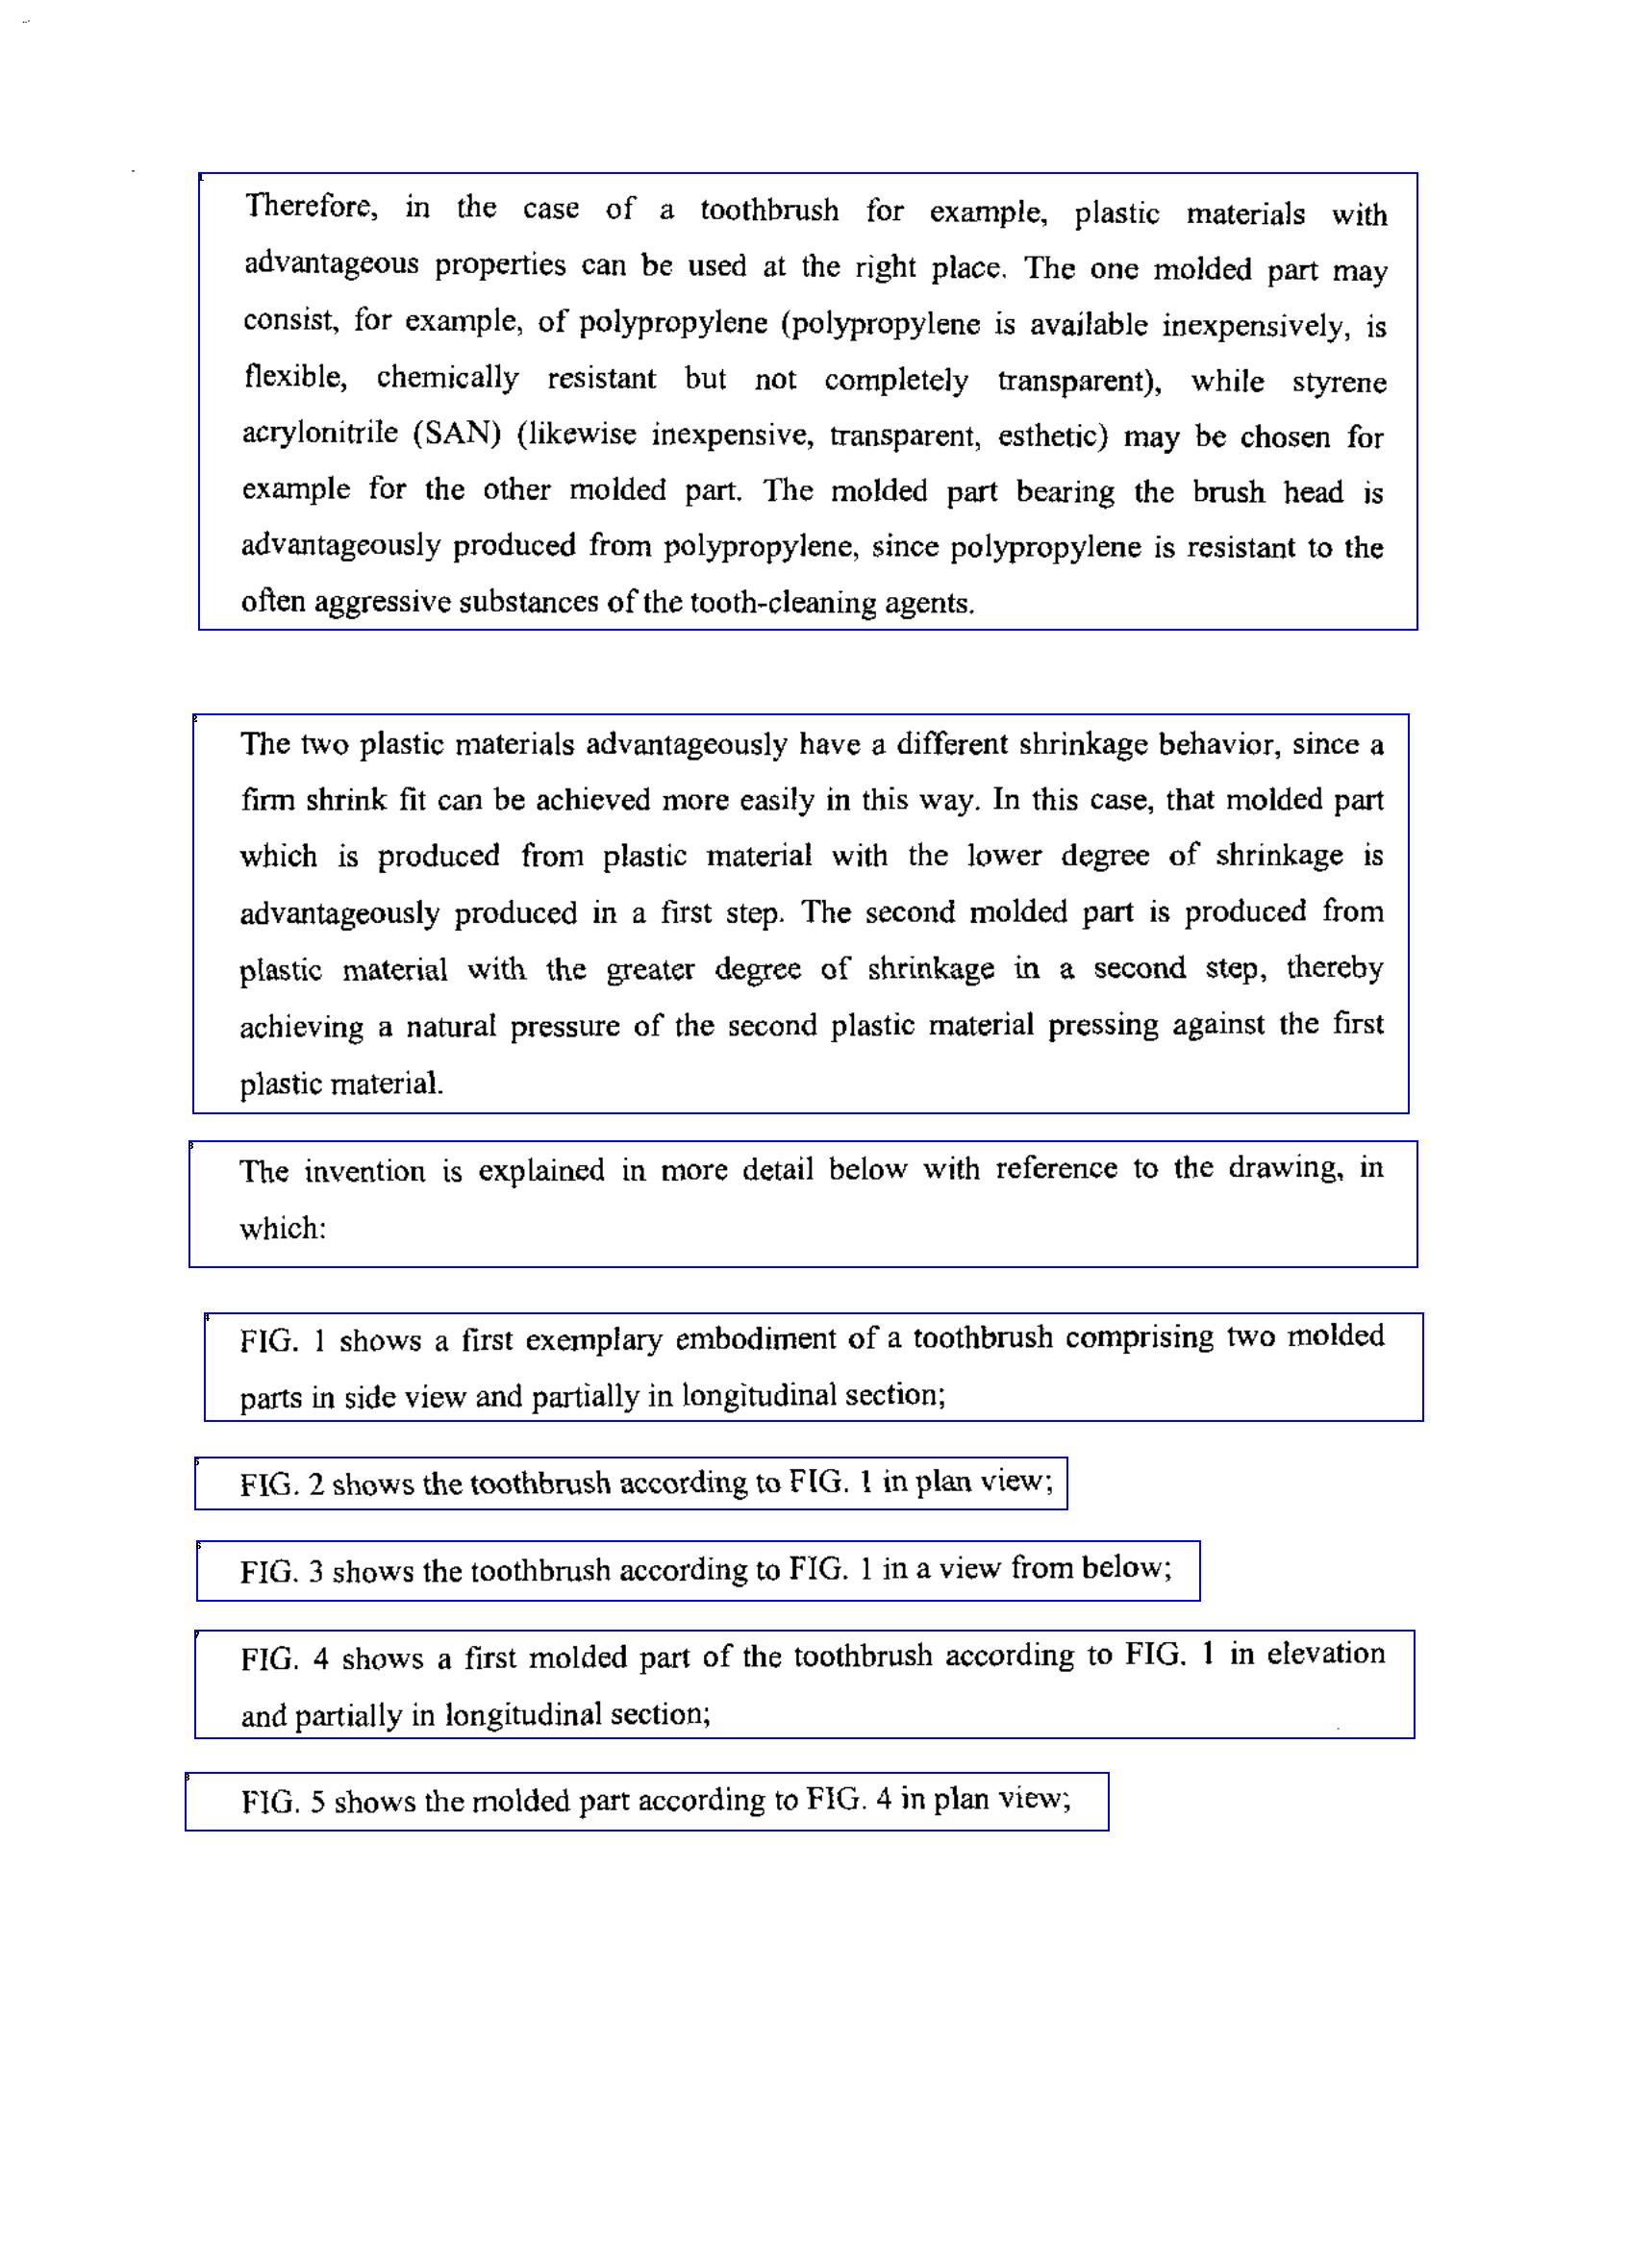 Therefore, in the case of a toothbrush for example, plastic materials with
advantageous properties can be used at the right place. The one molded part may
consist, for example, of polypropylene (polypropylene is available inexpensively, is
flexible, chemically resistant but not completely transparent), while styrene
acrylonitrile (SAN) (likewise inexpensive, transparent, esthetic) may be chosen for
example for the other molded part. The molded part bearing the brush head is
advantageously produced from polypropylene, since polypropylene is resistant to the
often aggressive substances of the tooth-cleaning agents.
The two plastic materials advantageously have a different shrinkage behavior, since a
firm shrink fit can be achieved more easily in this way. In this case, that molded part
which is produced from plastic material with the lower degree of shrinkage is
advantageously produced in a first step. The second molded part is produced from
plastic material with the greater degree of shrinkage in a second step, thereby
achieving a natural pressure of the second plastic material pressing against the first
plastic material.
The invention is explained in more detail below with reference to the drawing, in
which:
FIG. 1 shows a first exemplary embodiment of a toothbrush comprising two molded
parts in side view and partially in longitudinal section;
FIG. 2 shows the toothbrush according to FIG. 1 in plan view;
FIG. 3 shows the toothbrush according to FIG. 1 in a view from below;
FIG. 4 shows a first molded part of the toothbrush according to FIG. 1 in elevation
and partially in longitudinal section;
FIG. 5 shows the molded part according to FIG. 4 in plan view;